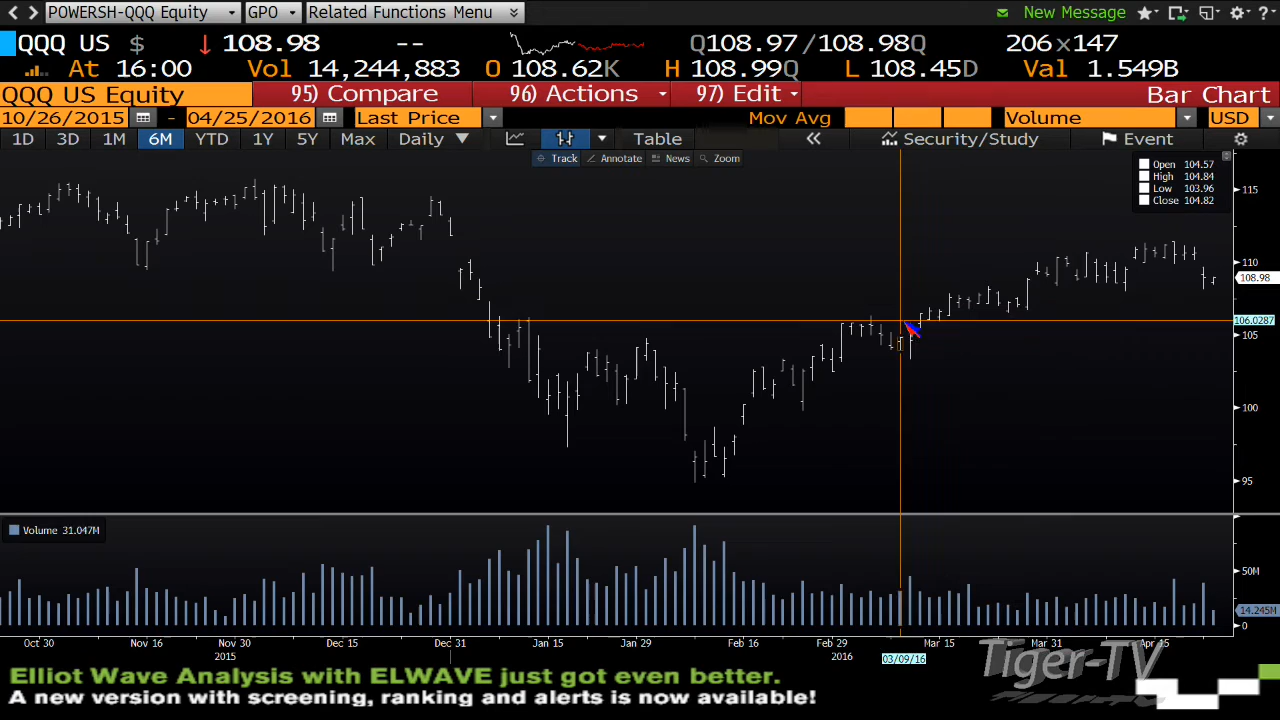 POWERSH-QQQ Equity GPO Related Functions Menu New Message ?
QQQ US $ ↓ 108.98 -- Q108.97/108.98Q 206x147
At 16:00 Vol 14,244,883 O 108.62K H 108.99Q L 108.45D Val 1.549B
QQQ US Equity 95) Compare 96) Actions 97) Edit Bar Chart
10/26/2015 - 04/25/2016 Last Price Mov Avg Volume USD
1D 3D 1M 6M YTD 1Y 5Y Max Daily ▼ Table « Security/Study Event
Track Annotate News Zoom
Open 104.57
High 104.84
Low 103.96
Close 104.82
115
110
108.98
106.0287
105
100
95
Volume 31.047M
50M
14.245M
0
Oct 30 Nov 16 Nov 30 Dec 15 Dec 31 Jan 15 Jan 29 Feb 16 Feb 29 Mar 15 Mar 31 Apr 15
2015 2016 03/09/16
Tiger-TV
Elliot Wave Analysis with ELWAVE just got even better.
A new version with screening, ranking and alerts is now available!